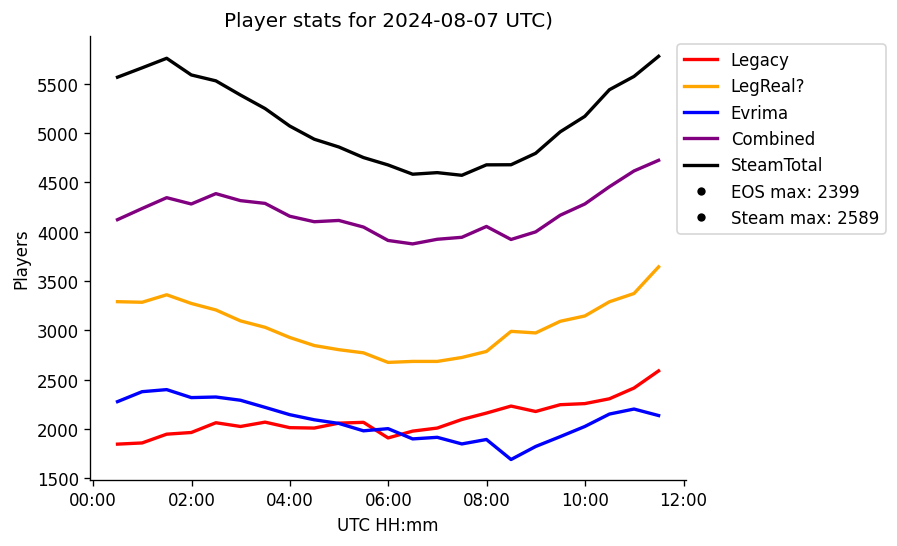 Player stats for 2024-08-07 UTC)
Legacy
LegReal?
Evrima
Combined
SteamTotal
EOS max: 2399
Steam max: 2589
Players
5500
5000
4500
4000
3500
3000
2500
2000
1500
00:00 02:00 04:00 06:00 08:00 10:00 12:00
UTC HH:mm